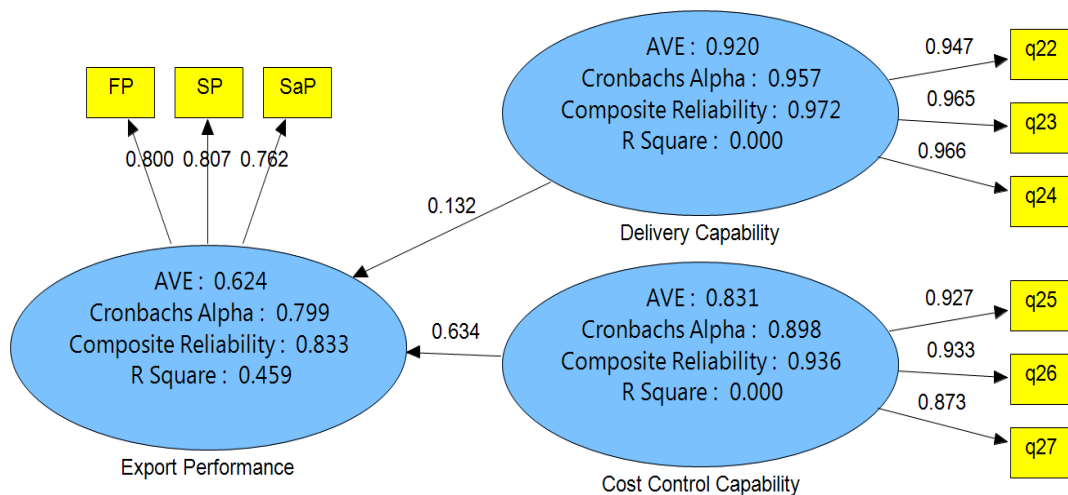 FP
SP
SaP
0.800
0.807
0.762
AVE : 0.624
Cronbachs Alpha : 0.799
Composite Reliability : 0.833
R Square : 0.459
Export Performance
0.132
0.634
AVE : 0.920
Cronbachs Alpha : 0.957
Composite Reliability : 0.972
R Square : 0.000
Delivery Capability
0.947
0.965
0.966
q22
q23
q24
AVE : 0.831
Cronbachs Alpha : 0.898
Composite Reliability : 0.936
R Square : 0.000
Cost Control Capability
0.927
0.933
0.873
q25
q26
q27